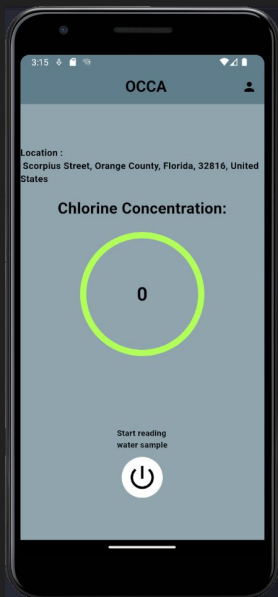 3:15
OCCA
Location :
Scorpius Street, Orange County, Florida, 32816, United
States
Chlorine Concentration:
0
Start reading
water sample